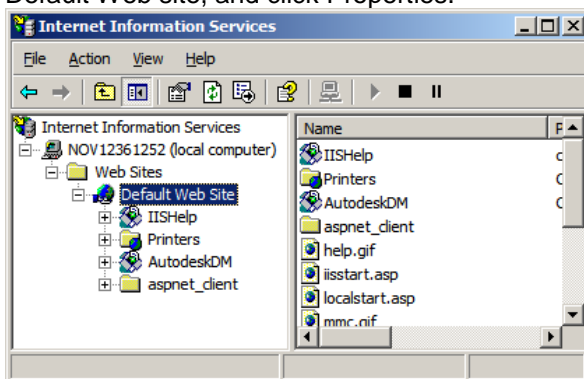 Default Web site, and click Properties.
Internet Information Services
File Action View Help
Internet Information Services
NOV12361252 (local computer)
Web Sites
Default Web Site
IISHelp
Printers
AutodeskDM
aspnet_client
Name
IISHelp
Printers
AutodeskDM
aspnet_client
help.gif
iisstart.asp
localstart.asp
mmc.gif